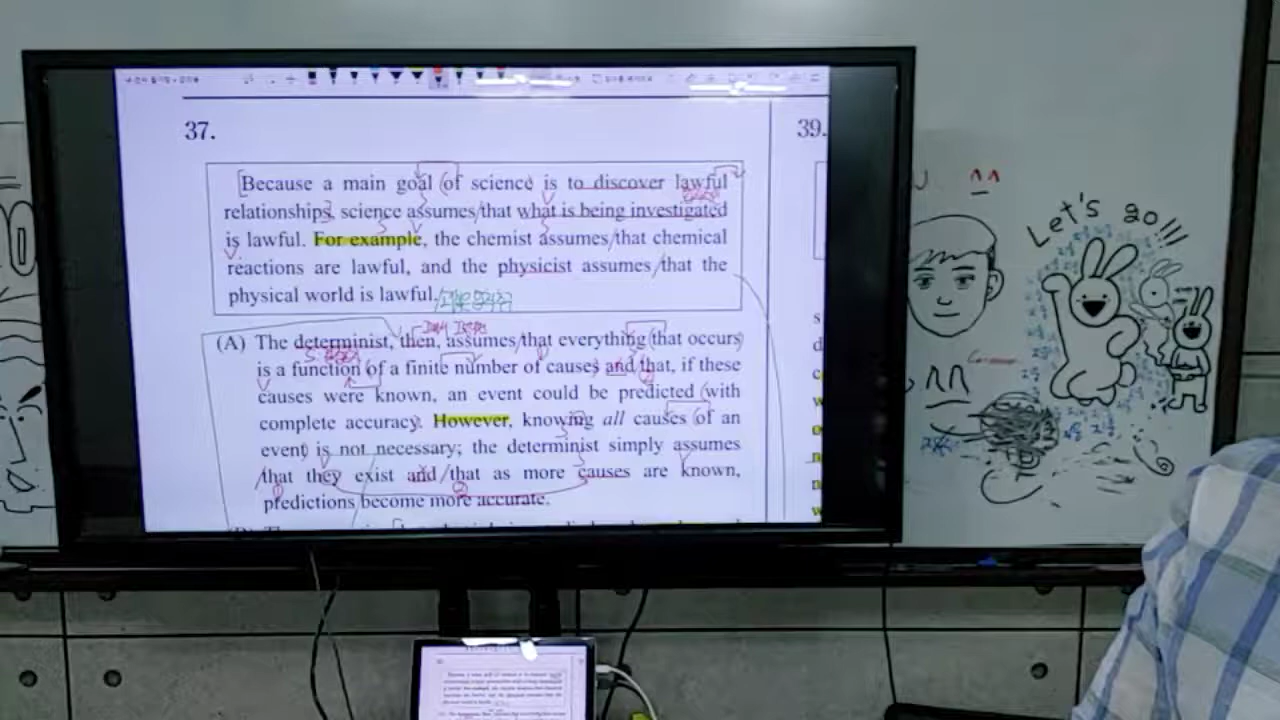 37.
39.
Because a main goal of science is to discover lawful
relationships, science assumes that what is being investigated
is lawful. For example, the chemist assumes that chemical
reactions are lawful, and the physicist assumes that the
physical world is lawful.
(A) The determinist, then, assumes that everything that occurs
is a function of a finite number of causes and that, if these
causes were known, an event could be predicted with
complete accuracy. However, knowing all causes of an
event is not necessary; the determinist simply assumes
that they exist and that as more causes are known,
predictions become more accurate.
Let's go!!!